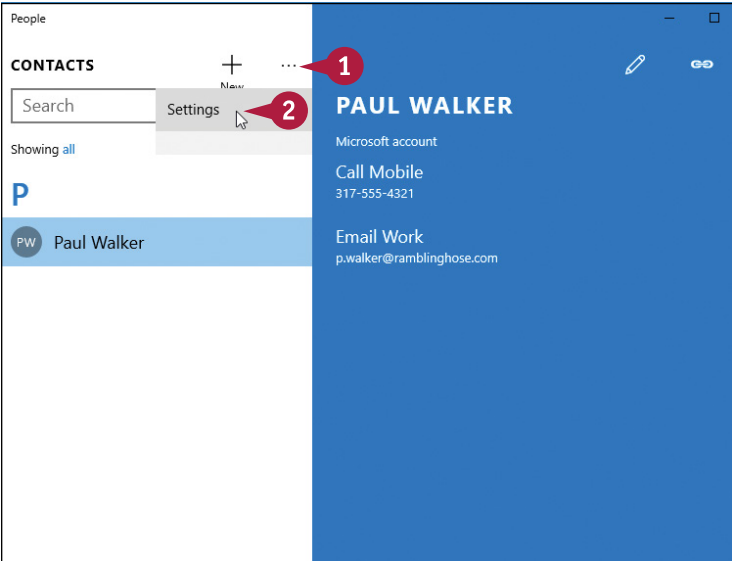 People
CONTACTS
...
1
New
Search
Settings
2
Showing all
P
PW Paul Walker
PAUL WALKER
Microsoft account
Call Mobile
317-555-4321
Email Work
p.walker@ramblinghose.com